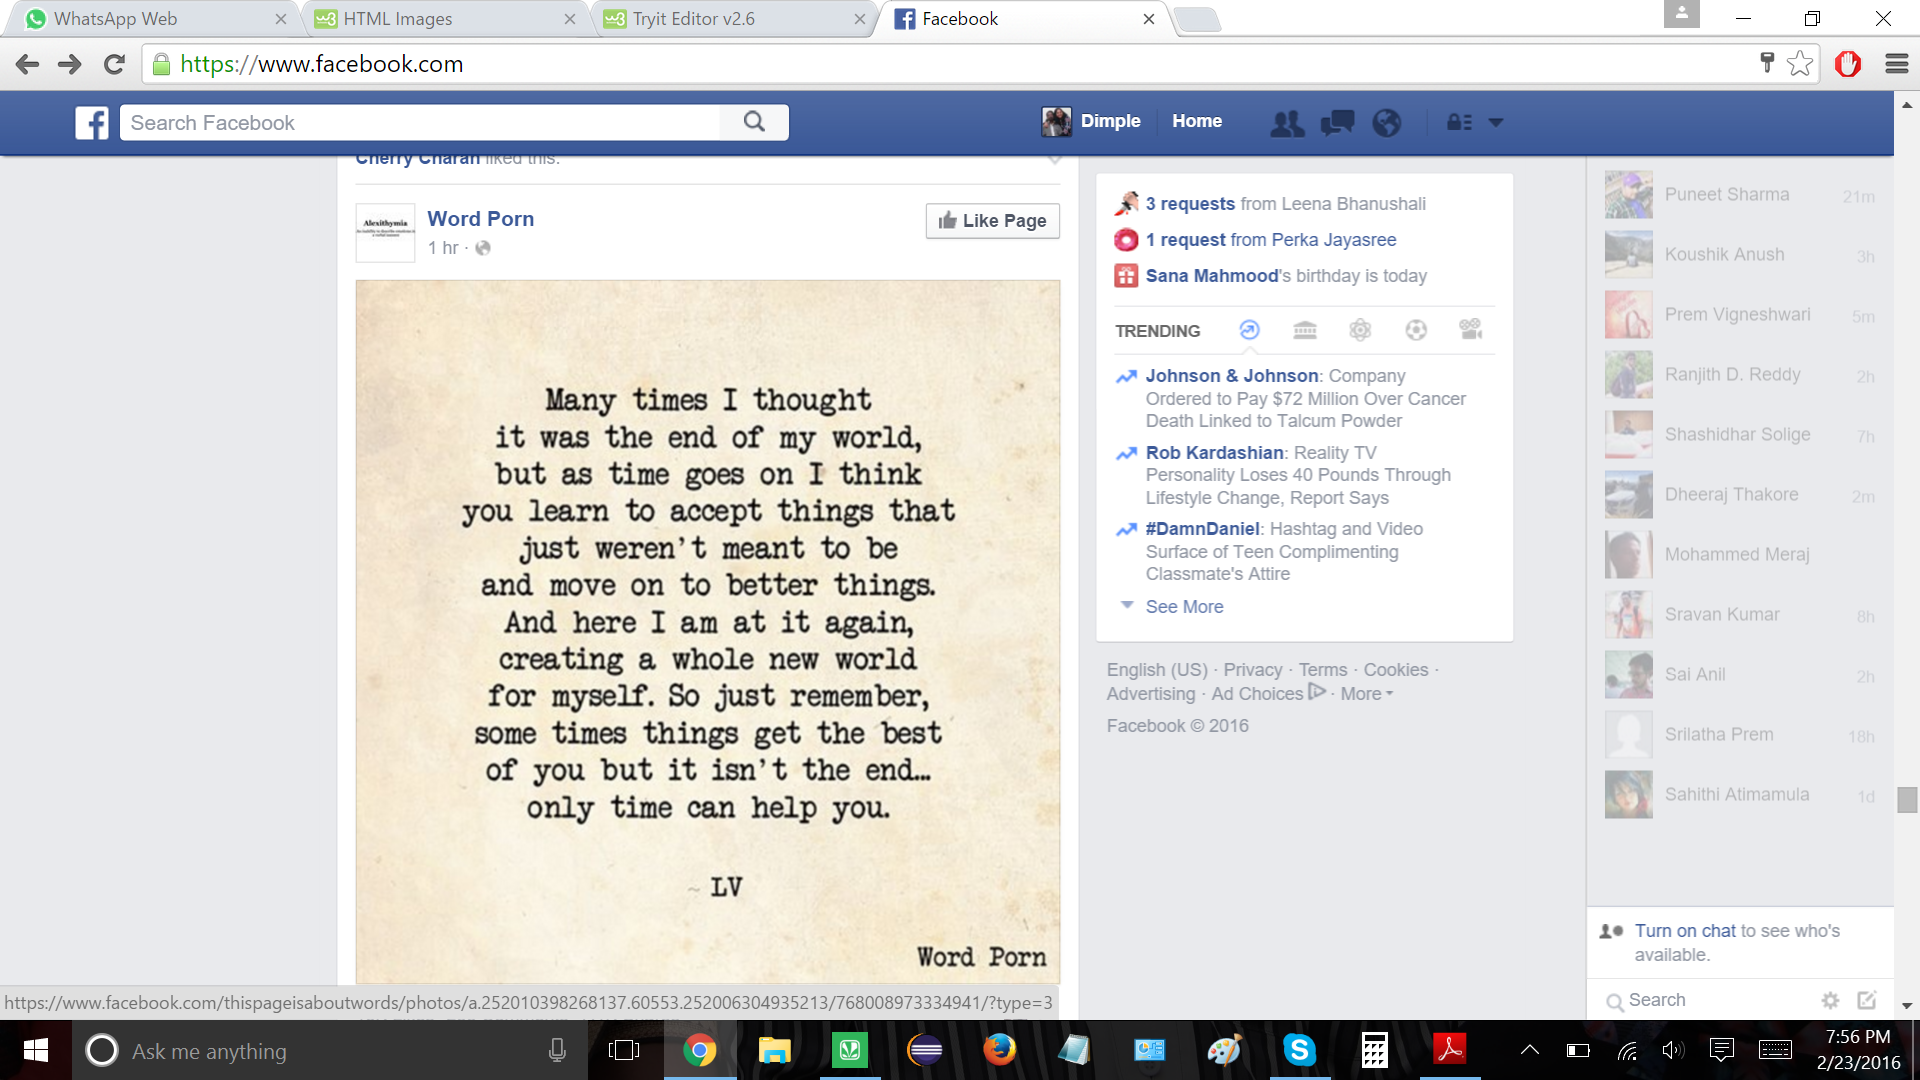 WhatsApp Web
HTML Images
Tryit Editor v2.6
Facebook
https://www.facebook.com
Search Facebook
Dimple
Home
Cherry Charan liked this.
Alexithymia
Word Porn
1 hr ·
Like Page
Many times I thought
it was the end of my world,
but as time goes on I think
you learn to accept things that
just weren't meant to be
and move on to better things.
And here I am at it again,
creating a whole new world
for myself. So just remember,
some times things get the best
of you but it isn't the end...
only time can help you.
~ LV
Word Porn
3 requests from Leena Bhanushali
1 request from Perka Jayasree
Sana Mahmood's birthday is today
TRENDING
Johnson & Johnson: Company
Ordered to Pay $72 Million Over Cancer
Death Linked to Talcum Powder
Rob Kardashian: Reality TV
Personality Loses 40 Pounds Through
Lifestyle Change, Report Says
#DamnDaniel: Hashtag and Video
Surface of Teen Complimenting
Classmate's Attire
See More
English (US) · Privacy · Terms · Cookies ·
Advertising · Ad Choices · More
Facebook © 2016
Puneet Sharma 21m
Koushik Anush 3h
Prem Vigneshwari 5m
Ranjith D. Reddy 2h
Shashidhar Solige 7h
Dheeraj Thakore 2m
Mohammed Meraj
Sravan Kumar 8h
Sai Anil 2h
Srilatha Prem 18h
Sahithi Atimamula 1d
Turn on chat to see who's
available.
Search
https://www.facebook.com/thispageisaboutwords/photos/a.252010398268137.60553.252006304935213/768008973334941/?type=3
Ask me anything
7:56 PM
2/23/2016